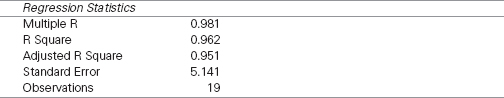 Regression Statistics
Multiple R 0.981
R Square 0.962
Adjusted R Square 0.951
Standard Error 5.141
Observations 19